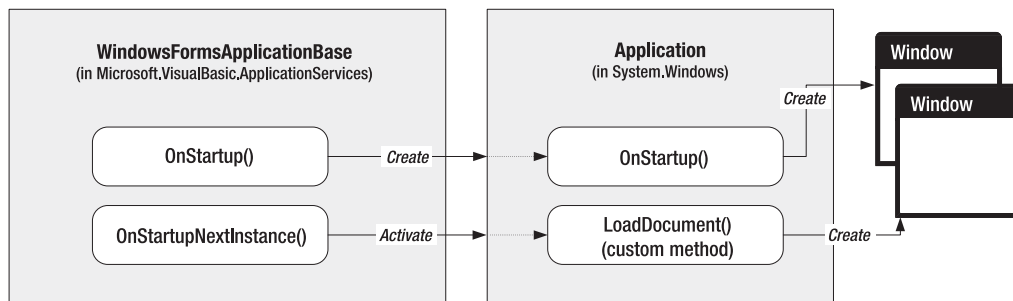 WindowsFormsApplicationBase
(in Microsoft.VisualBasic.ApplicationServices)
Application
(in System.Windows)
Window
Window
OnStartup()
Create
OnStartup()
Create
OnStartupNextInstance()
Activate
LoadDocument()
(custom method)
Create